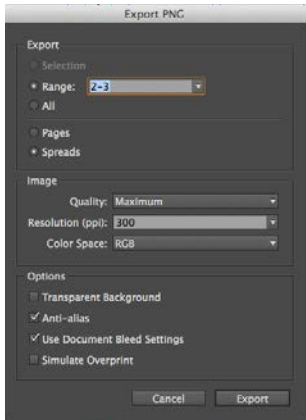 Export PNG
Export
Selection
Range: 2-3
All
Pages
Spreads
Image
Quality: Maximum
Resolution (ppi): 300
Color Space: RGB
Options
Transparent Background
Anti-alias
Use Document Bleed Settings
Simulate Overprint
Cancel Export